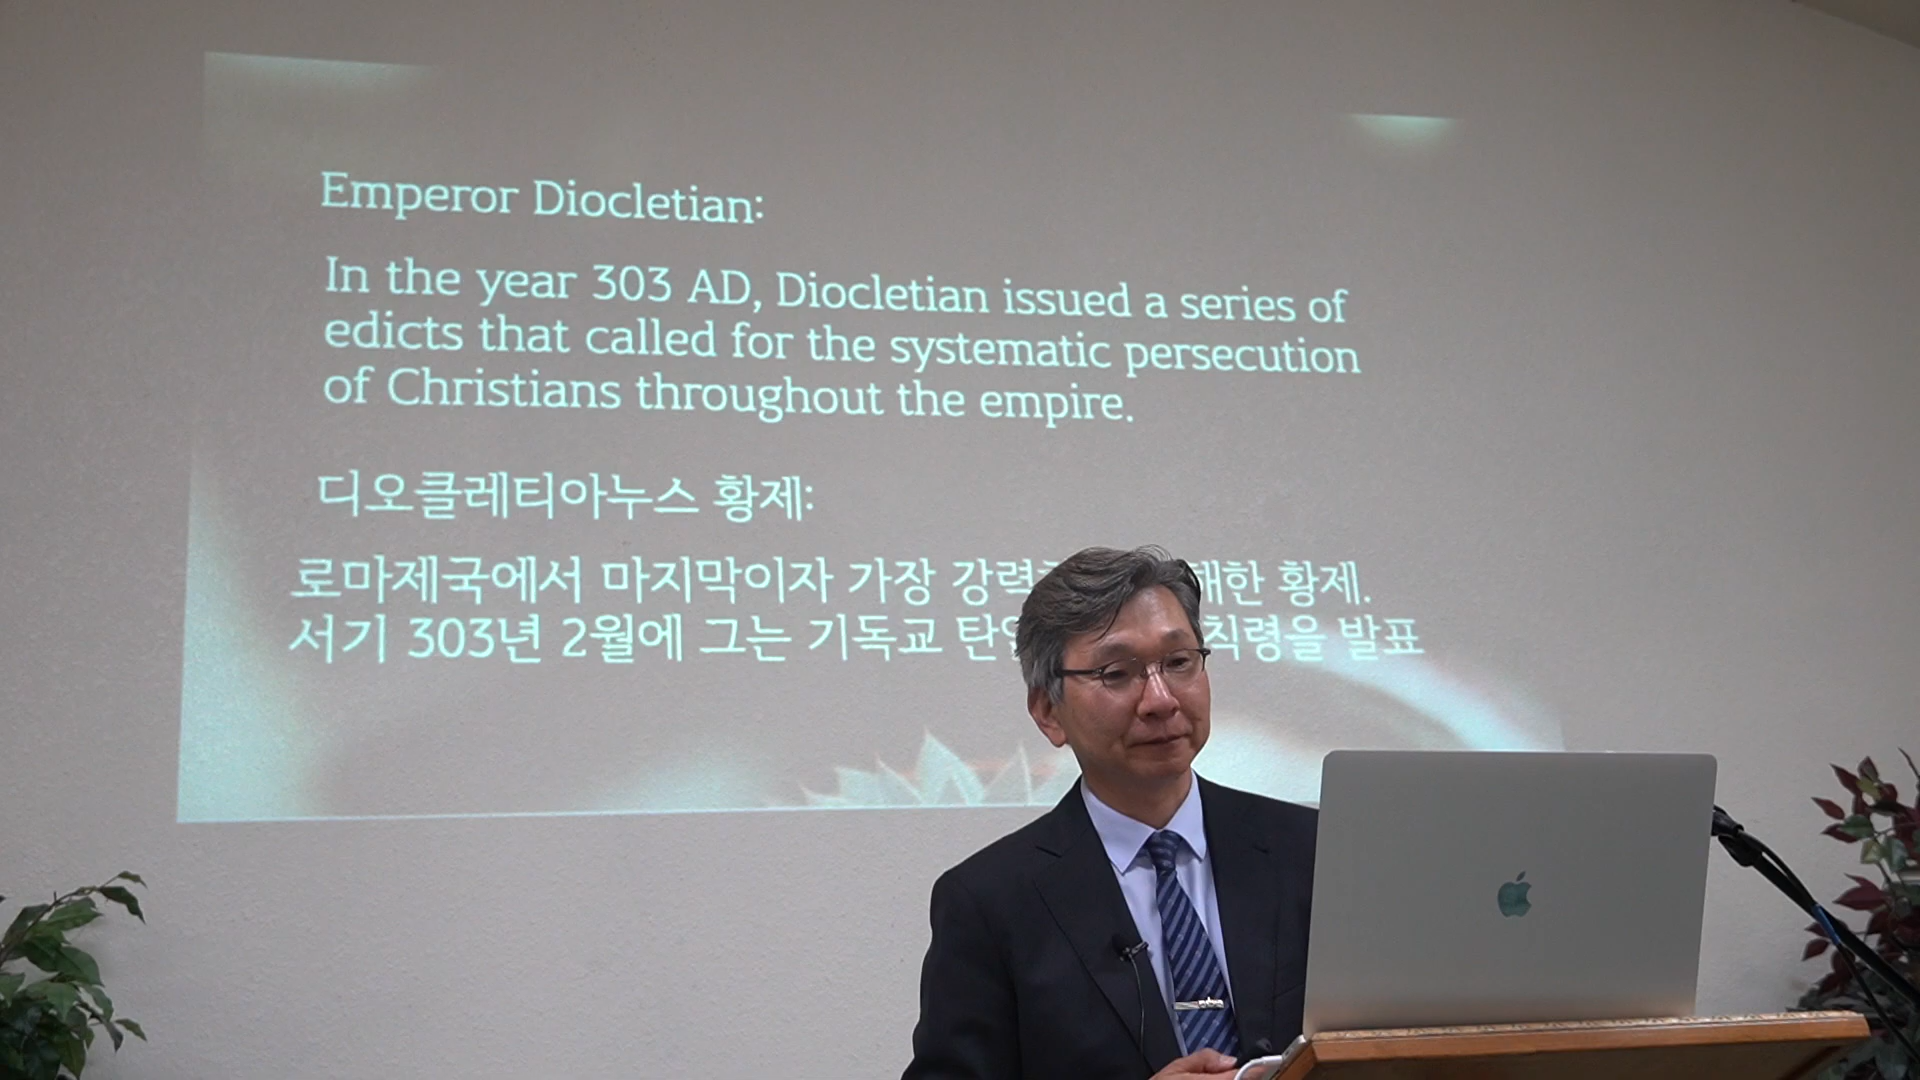 Emperor Diocletian:
In the year 303 AD, Diocletian issued a series of
edicts that called for the systematic persecution
of Christians throughout the empire.
디오클레티아누스 황제:
로마제국에서 마지막이자 가장 황제.
서기 303년 2월에 그는 기독교 칙령을 발표